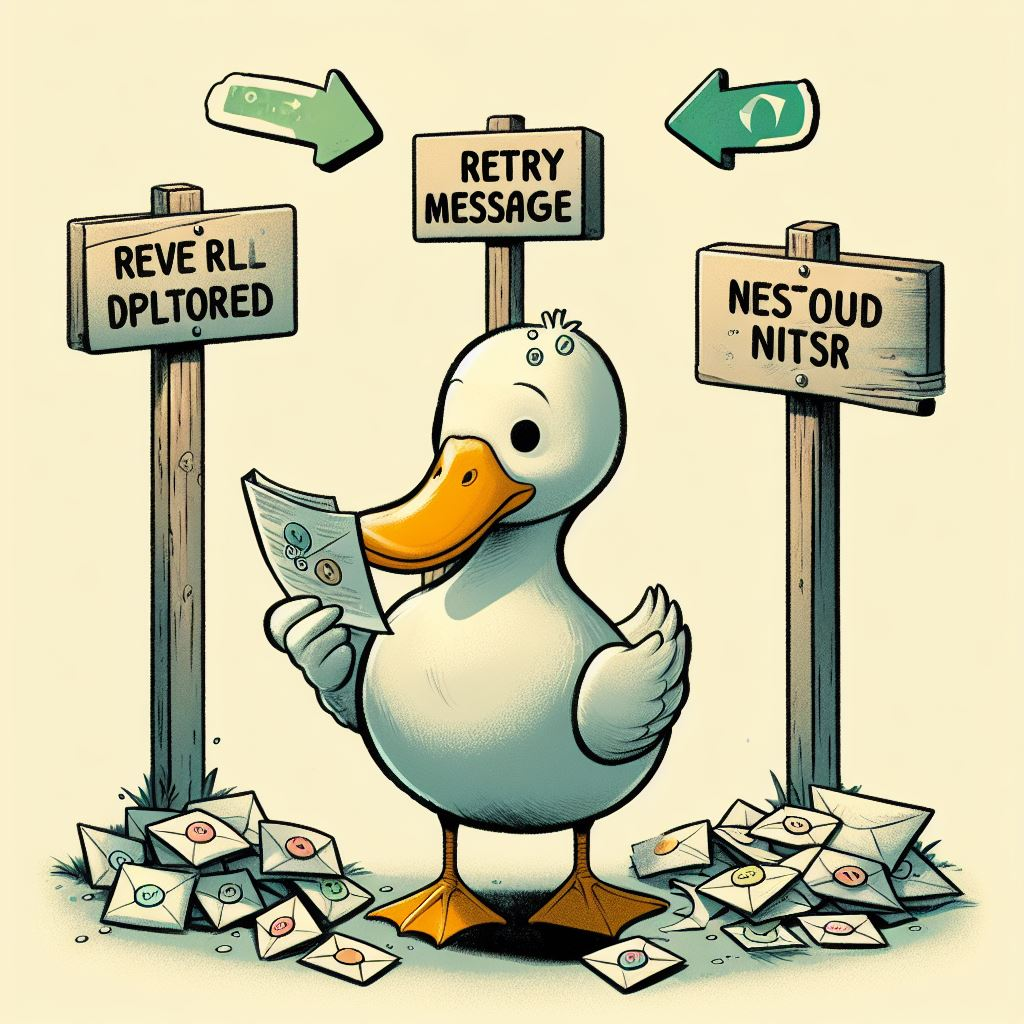 REVE RLL
DPLTORED
RETRY
MESSAGE
NES-OUD
NITSR